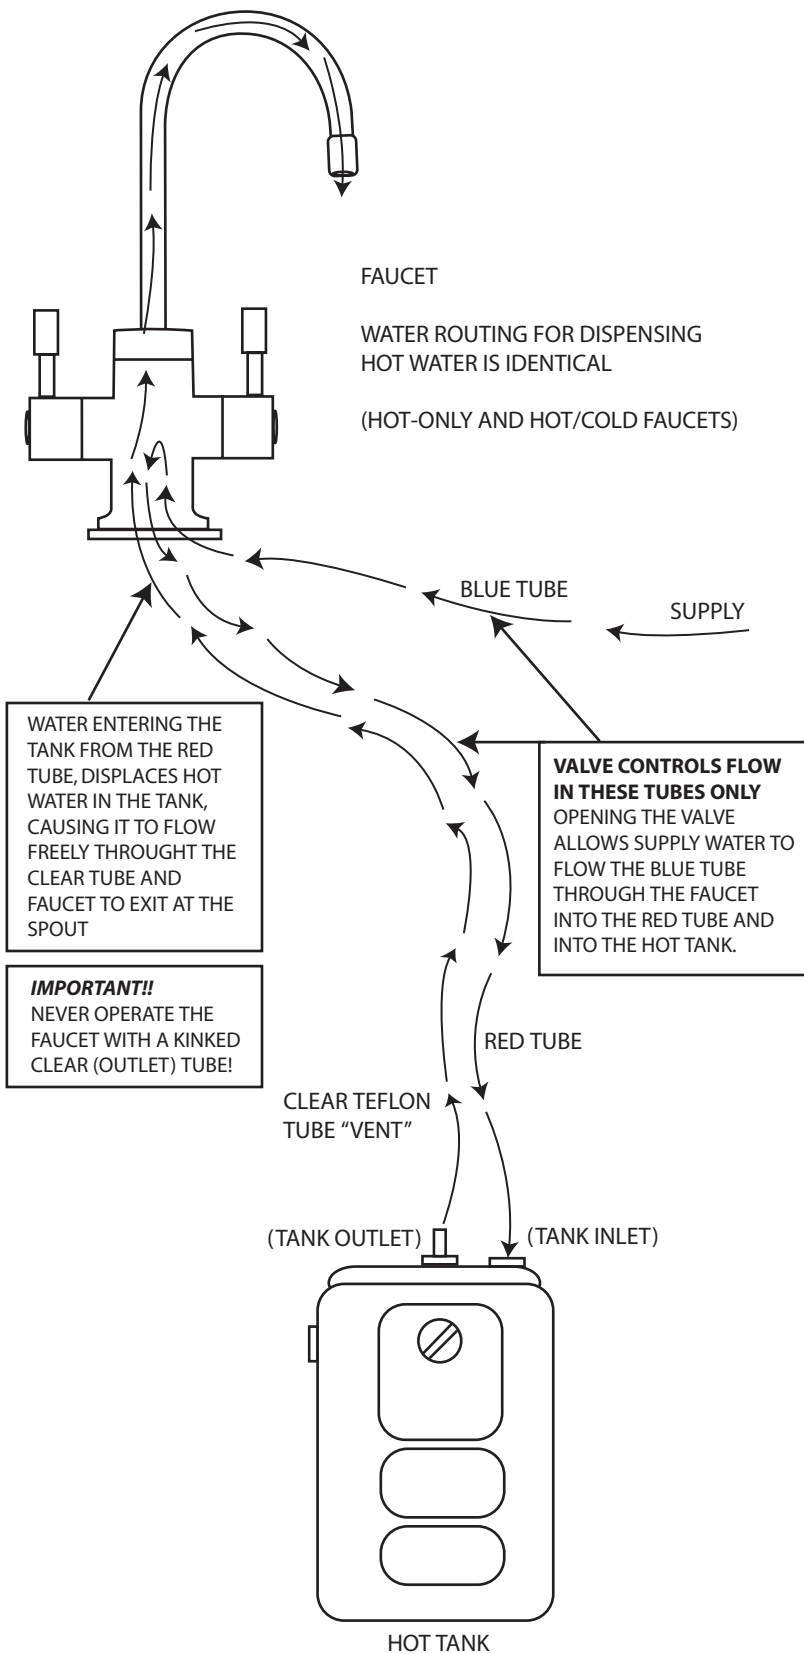 FAUCET
WATER ROUTING FOR DISPENSING
HOT WATER IS IDENTICAL
(HOT-ONLY AND HOT/COLD FAUCETS)
BLUE TUBE
SUPPLY
WATER ENTERING THE
TANK FROM THE RED
TUBE, DISPLACES HOT
WATER IN THE TANK,
CAUSING IT TO FLOW
FREELY THROUGHT THE
CLEAR TUBE AND
FAUCET TO EXIT AT THE
SPOUT
VALVE CONTROLS FLOW
IN THESE TUBES ONLY
OPENING THE VALVE
ALLOWS SUPPLY WATER TO
FLOW THE BLUE TUBE
THROUGH THE FAUCET
INTO THE RED TUBE AND
INTO THE HOT TANK.
IMPORTANT!!
NEVER OPERATE THE
FAUCET WITH A KINKED
CLEAR (OUTLET) TUBE!
RED TUBE
CLEAR TEFLON
TUBE “VENT”
(TANK OUTLET)
(TANK INLET)
HOT TANK